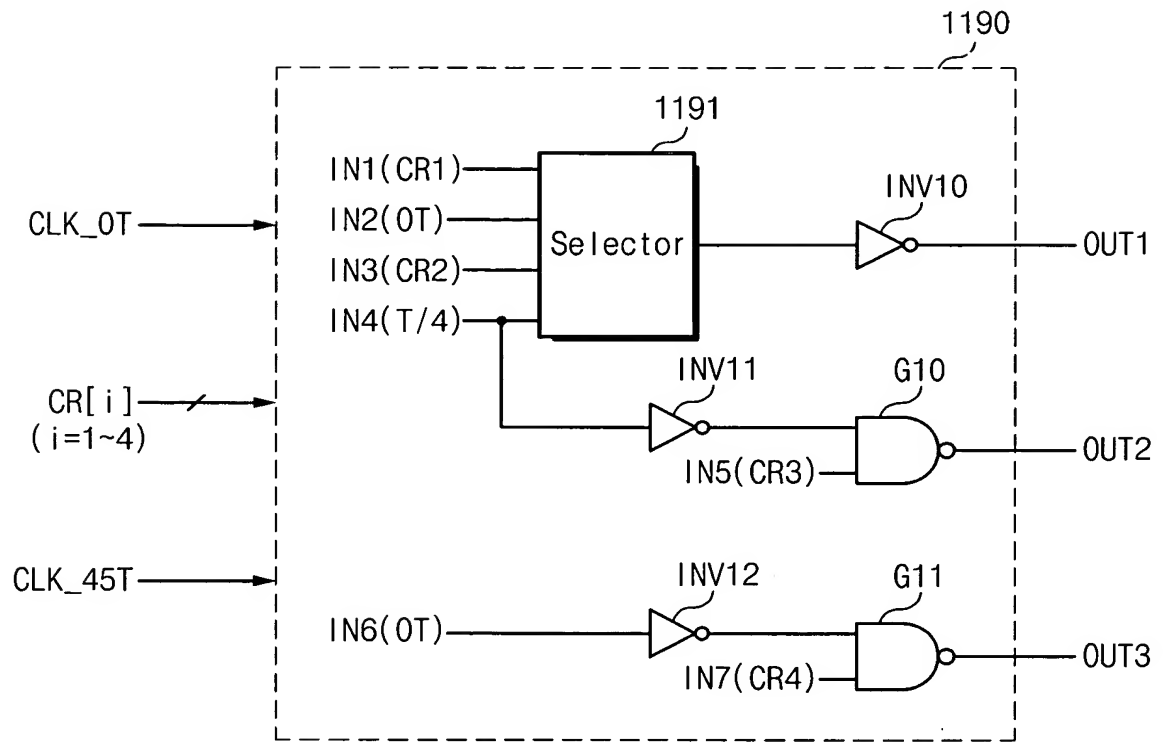 1190
1191
IN1(CR1)
INV10
CLK_0T
IN2(0T)
Selector
OUT1
IN3(CR2)
IN4(T/4)
INV11
G10
CR[i]
(i=1~4)
OUT2
IN5(CR3)
CLK_45T
INV12
G11
IN6(0T)
OUT3
IN7(CR4)